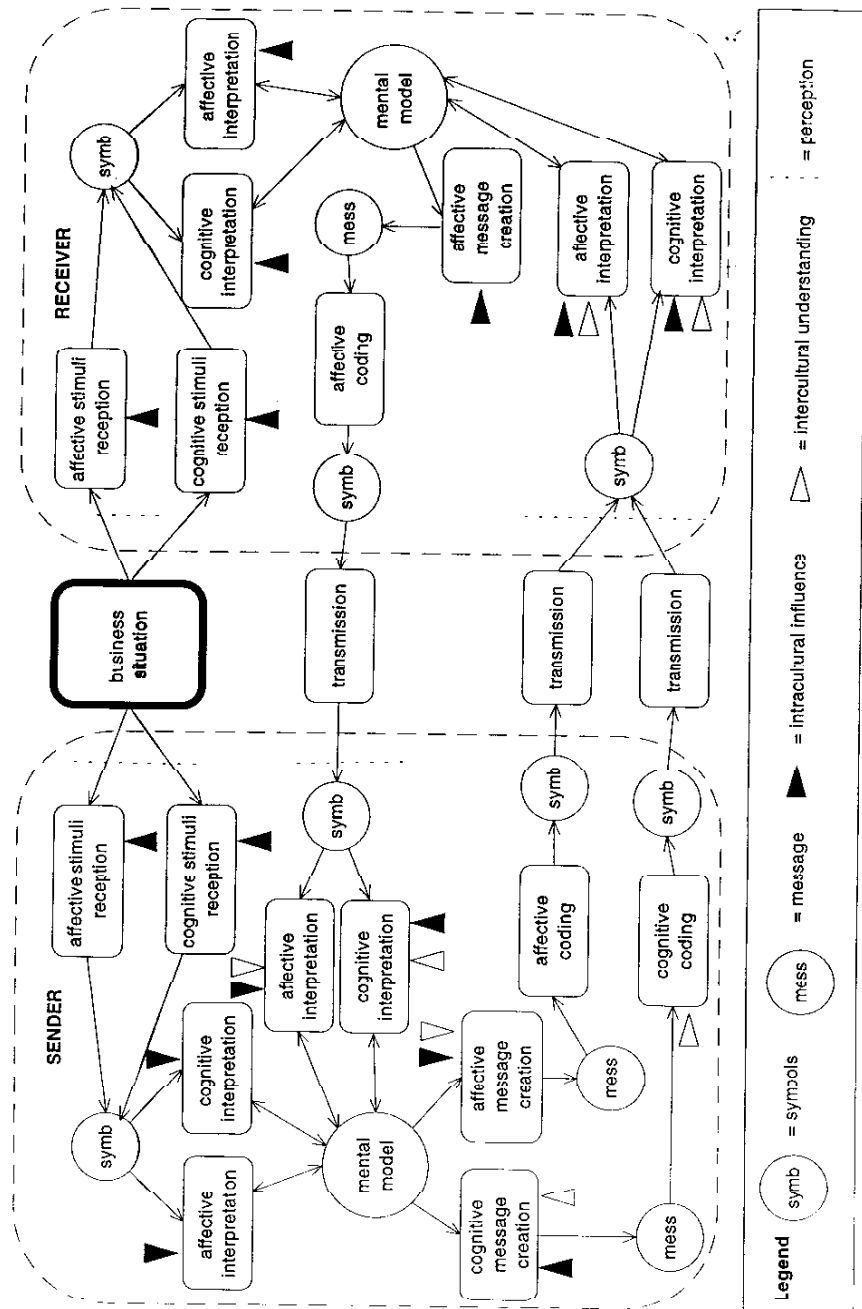 SENDER
affective stimuli
reception
cognitive stimuli
reception
symb
affective
interpretation
cognitive
interpretation
affective
interpretation
cognitive
interpretation
symb
mental
model
cognitive
message
creation
affective
message
creation
mess
mess
affective
coding
cognitive
coding
symb
symb
business
situation
transmission
transmission
transmission
RECEIVER
affective stimuli
reception
cognitive stimuli
reception
symb
cognitive
interpretation
affective
interpretation
symb
affective
coding
mess
mental
model
affective
message
creation
affective
interpretation
cognitive
interpretation
symb
Legend
symb
= symbols
mess
= message
= intracultural influence
= intercultural understanding
= perception